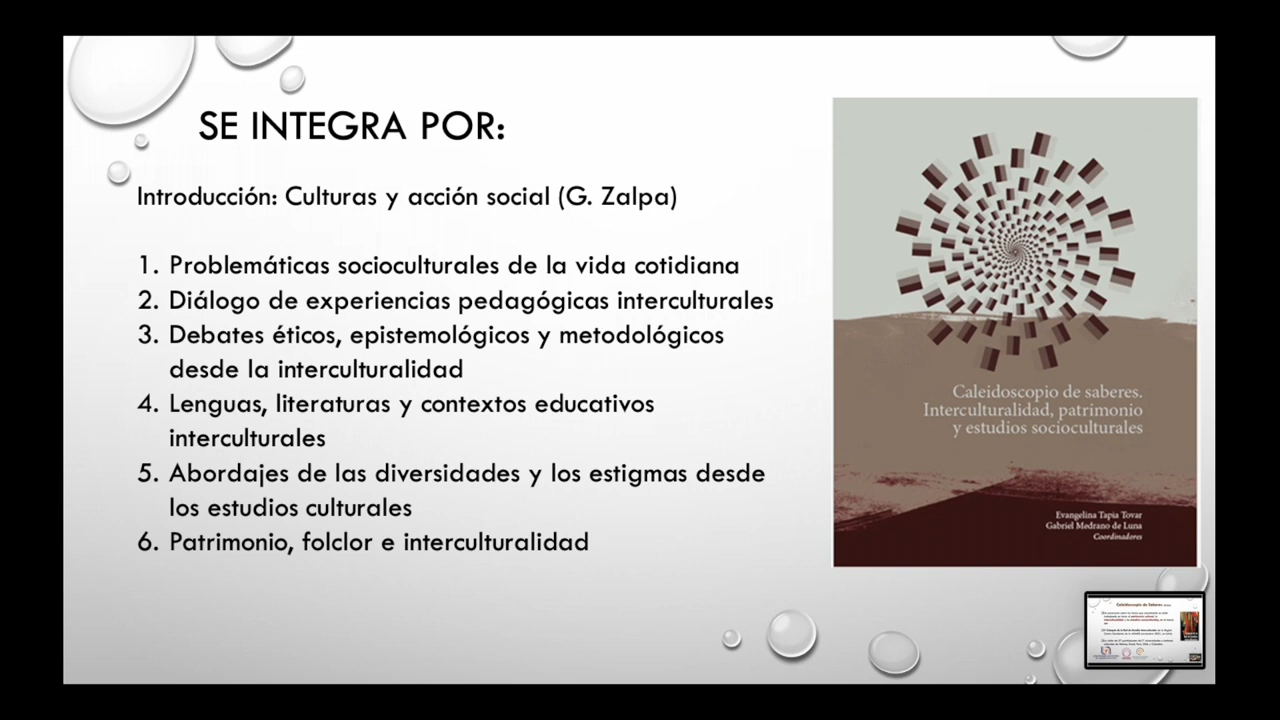 SE INTEGRA POR:
Introducción: Culturas y acción social (G. Zalpa)
1. Problemáticas socioculturales de la vida cotidiana
2. Diálogo de experiencias pedagógicas interculturales
3. Debates éticos, epistemológicos y metodológicos
desde la interculturalidad
4. Lenguas, literaturas y contextos educativos
interculturales
5. Abordajes de las diversidades y los estigmas desde
los estudios culturales
6. Patrimonio, folclor e interculturalidad
Caleidoscopio de saberes.
Interculturalidad, patrimonio
y estudios socioculturales
Evangelina Tapia Tovar
Gabriel Medrano de Luna
Coordinadores
Caleidoscopio de Saberes